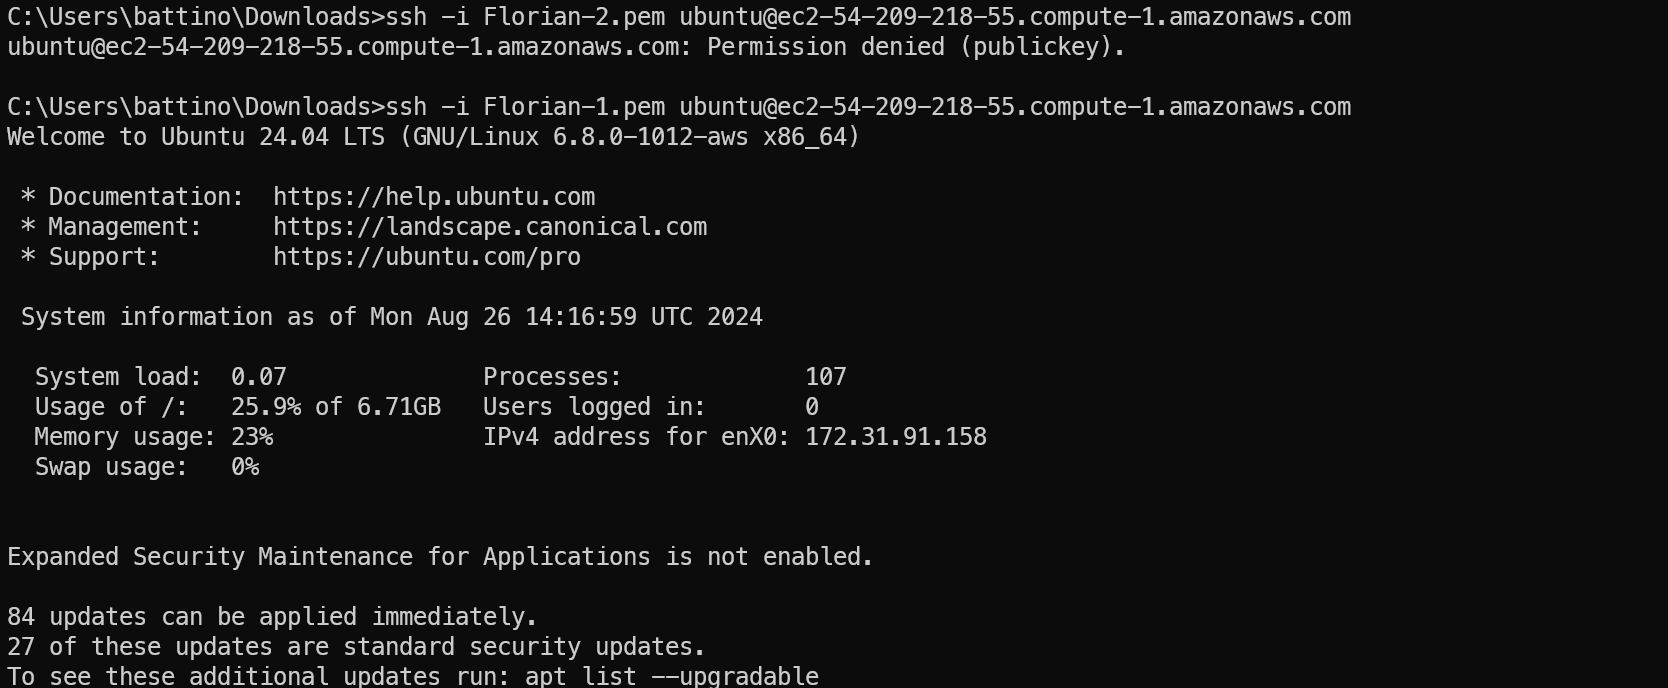 C:\Users\battino\Downloads>ssh -i Florian-2.pem ubuntu@ec2-54-209-218-55.compute-1.amazonaws.com
ubuntu@ec2-54-209-218-55.compute-1.amazonaws.com: Permission denied (publickey).
C:\Users\battino\Downloads>ssh -i Florian-1.pem ubuntu@ec2-54-209-218-55.compute-1.amazonaws.com
Welcome to Ubuntu 24.04 LTS (GNU/Linux 6.8.0-1012-aws x86_64)
* Documentation:  https://help.ubuntu.com
* Management:     https://landscape.canonical.com
* Support:        https://ubuntu.com/pro
System information as of Mon Aug 26 14:16:59 UTC 2024
System load:  0.07              Processes:             107
Usage of /:   25.9% of 6.71GB   Users logged in:       0
Memory usage: 23%               IPv4 address for enX0: 172.31.91.158
Swap usage:   0%
Expanded Security Maintenance for Applications is not enabled.
84 updates can be applied immediately.
27 of these updates are standard security updates.
To see these additional updates run: apt list --upgradable